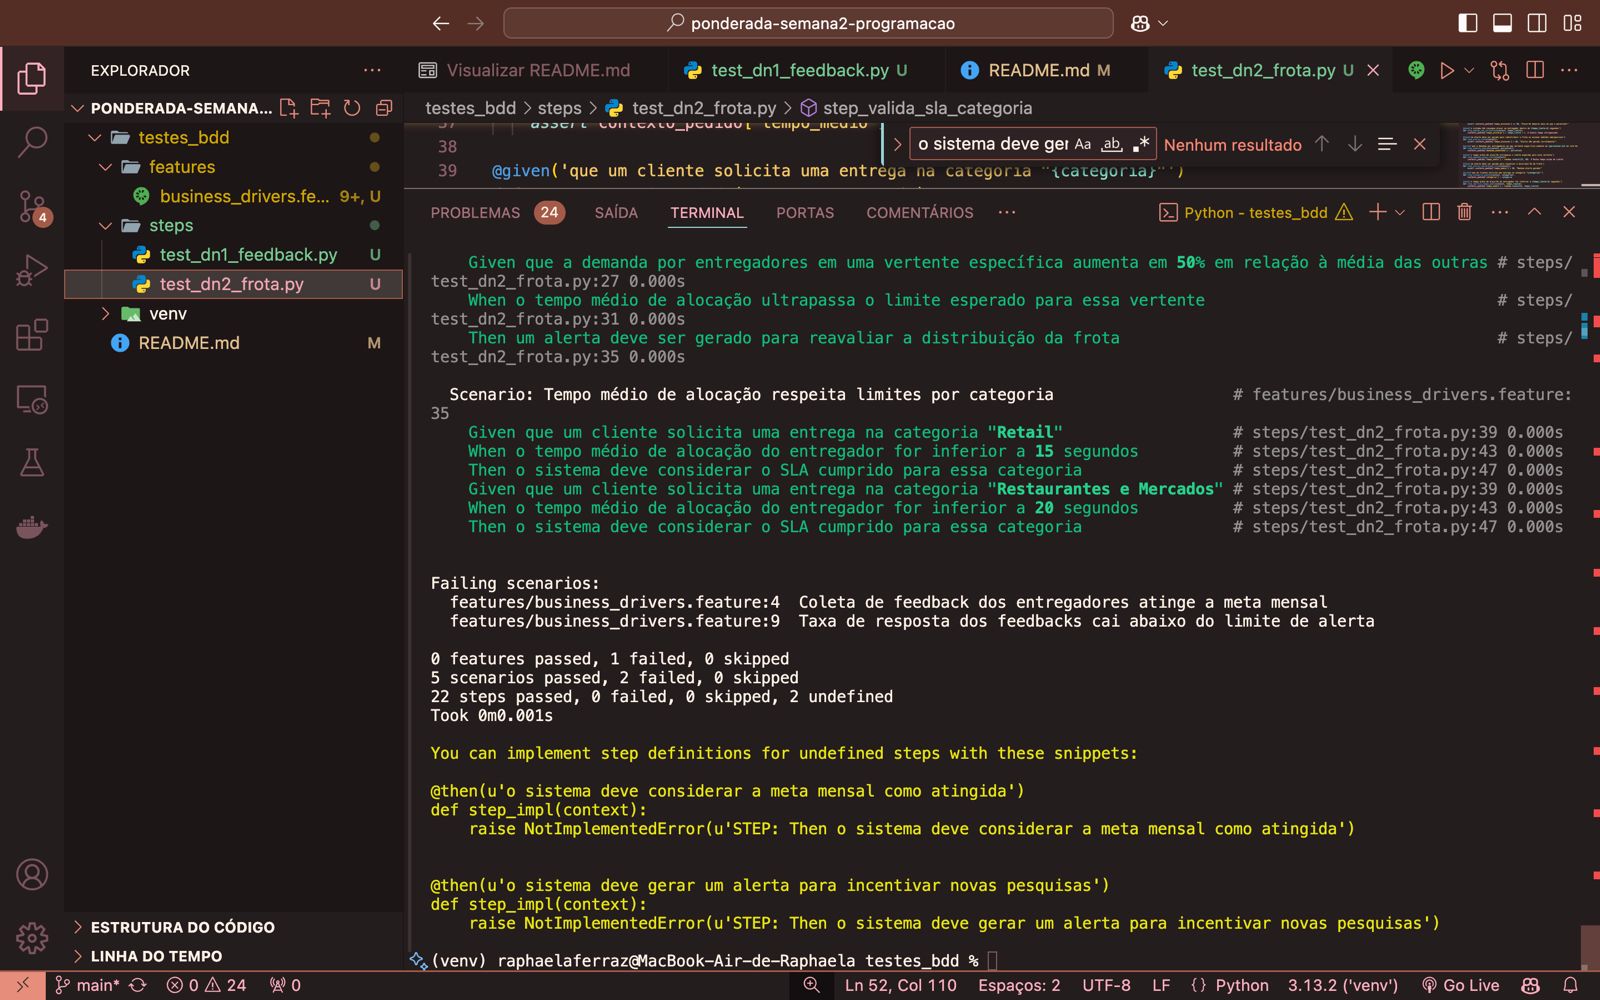 ponderada-semana2-programacao
EXPLORADOR
Visualizar README.md
test_dn1_feedback.py U
README.md M
test_dn2_frota.py U
PONDERADA-SEMANA...
testes_bdd > steps > test_dn2_frota.py > step_valida_sla_categoria
testes_bdd
features
business_drivers.fe... 9+, U
steps
test_dn1_feedback.py U
test_dn2_frota.py U
venv
README.md M
ESTRUTURA DO CÓDIGO
LINHA DO TEMPO
37 assert contexto_pedido["tempo_medio
38
39 @given('que um cliente solicita uma entrega na categoria "{categoria}"')
o sistema deve ger Aa ab .* Nenhum resultado
PROBLEMAS 24 SAÍDA TERMINAL PORTAS COMENTÁRIOS
Python - testes_bdd
Given que a demanda por entregadores em uma vertente específica aumenta em 50% em relação à média das outras # steps/
test_dn2_frota.py:27 0.000s
When o tempo médio de alocação ultrapassa o limite esperado para essa vertente # steps/
test_dn2_frota.py:31 0.000s
Then um alerta deve ser gerado para reavaliar a distribuição da frota # steps/
test_dn2_frota.py:35 0.000s
Scenario: Tempo médio de alocação respeita limites por categoria # features/business_drivers.feature:
35
Given que um cliente solicita uma entrega na categoria "Retail" # steps/test_dn2_frota.py:39 0.000s
When o tempo médio de alocação do entregador for inferior a 15 segundos # steps/test_dn2_frota.py:43 0.000s
Then o sistema deve considerar o SLA cumprido para essa categoria # steps/test_dn2_frota.py:47 0.000s
Given que um cliente solicita uma entrega na categoria "Restaurantes e Mercados" # steps/test_dn2_frota.py:39 0.000s
When o tempo médio de alocação do entregador for inferior a 20 segundos # steps/test_dn2_frota.py:43 0.000s
Then o sistema deve considerar o SLA cumprido para essa categoria # steps/test_dn2_frota.py:47 0.000s
Failing scenarios:
features/business_drivers.feature:4 Coleta de feedback dos entregadores atinge a meta mensal
features/business_drivers.feature:9 Taxa de resposta dos feedbacks cai abaixo do limite de alerta
0 features passed, 1 failed, 0 skipped
5 scenarios passed, 2 failed, 0 skipped
22 steps passed, 0 failed, 0 skipped, 2 undefined
Took 0m0.001s
You can implement step definitions for undefined steps with these snippets:
@then(u'o sistema deve considerar a meta mensal como atingida')
def step_impl(context):
raise NotImplementedError(u'STEP: Then o sistema deve considerar a meta mensal como atingida')
@then(u'o sistema deve gerar um alerta para incentivar novas pesquisas')
def step_impl(context):
raise NotImplementedError(u'STEP: Then o sistema deve gerar um alerta para incentivar novas pesquisas')
(venv) raphaelaferraz@MacBook-Air-de-Raphaela testes_bdd %
4
main* 0 24 0 Ln 52, Col 110 Espaços: 2 UTF-8 LF {} Python 3.13.2 ('venv') Go Live